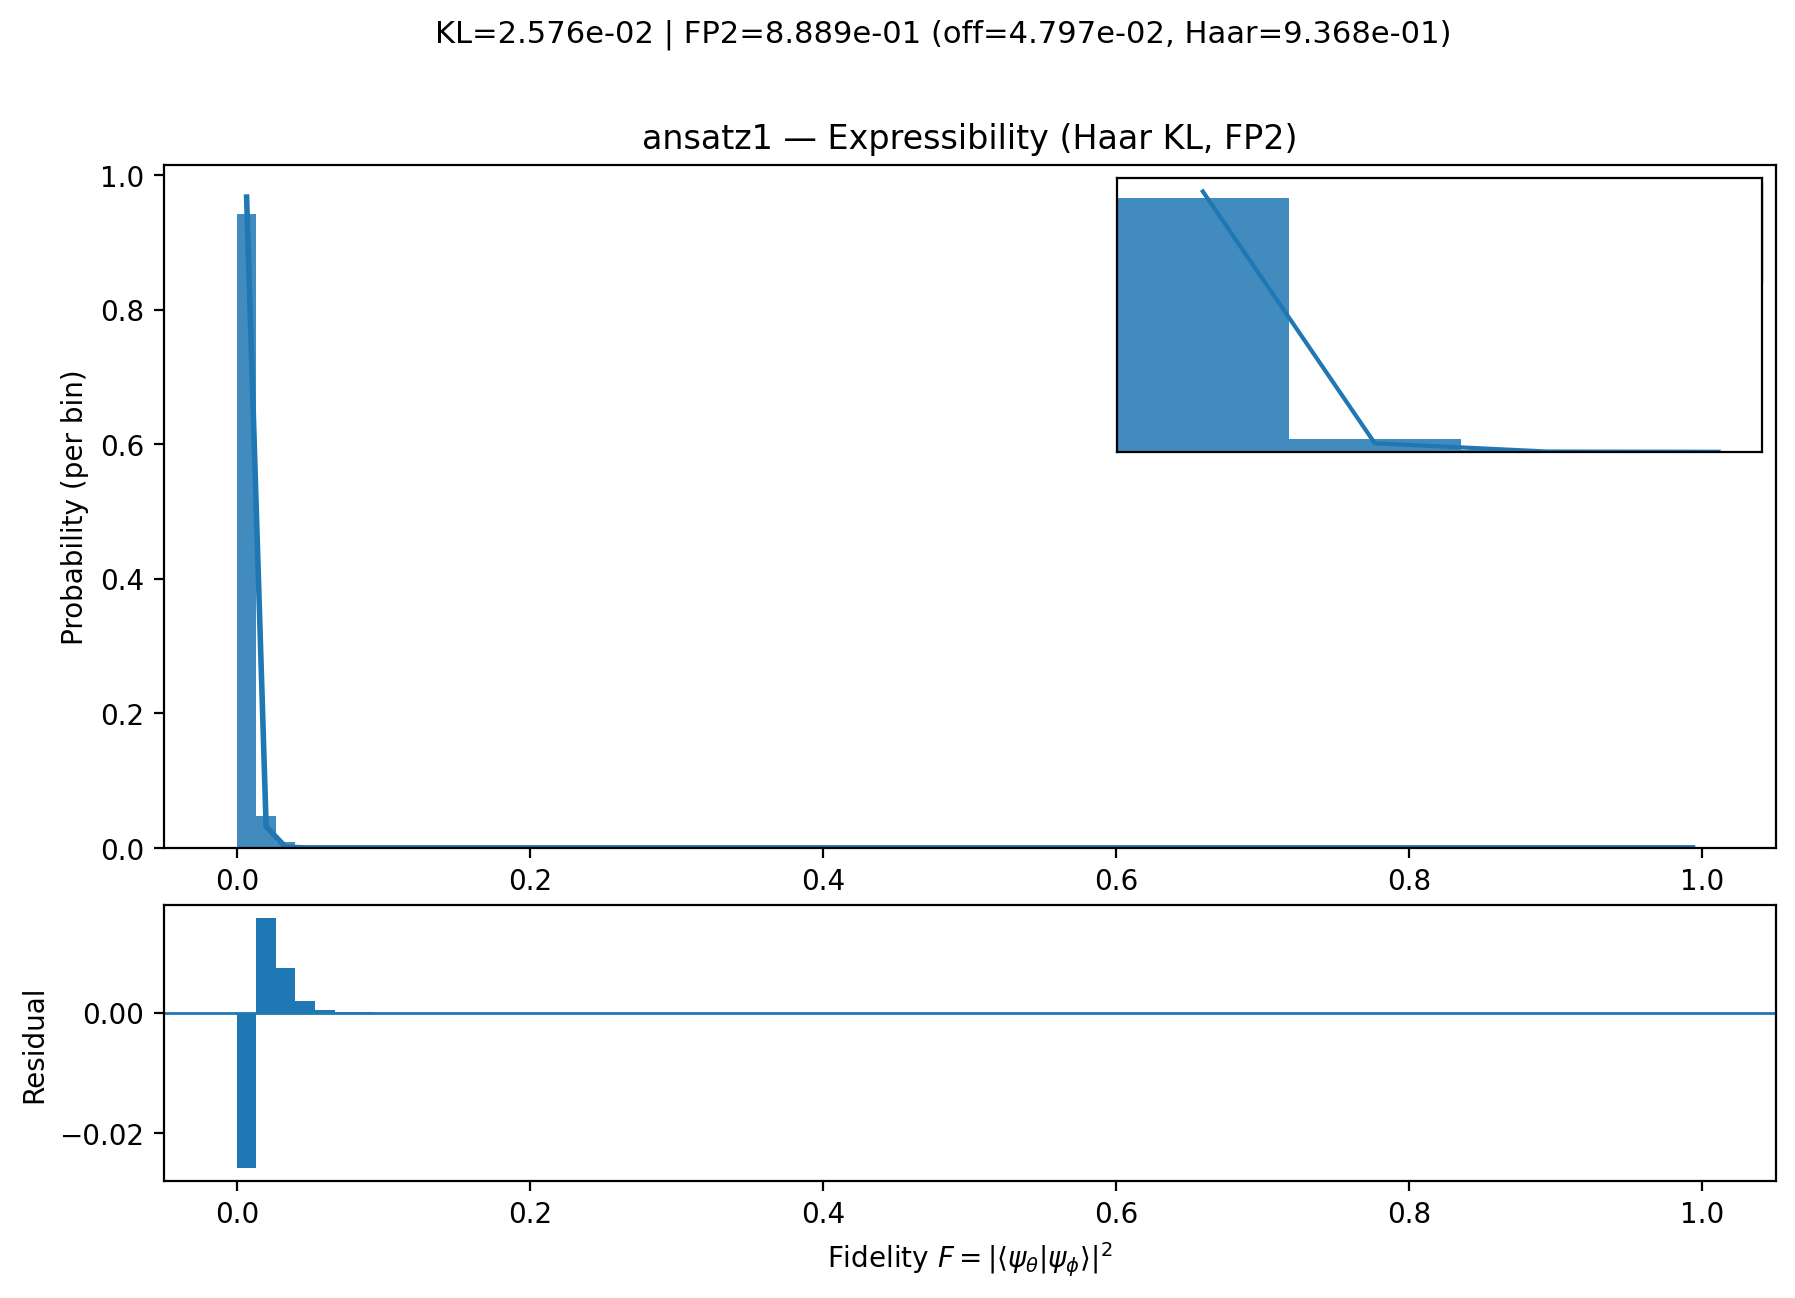 KL=2.576e-02 | FP2=8.889e-01 (off=4.797e-02, Haar=9.368e-01)
ansatz1 — Expressibility (Haar KL, FP2)
Probability (per bin)
1.0
0.8
0.6
0.4
0.2
0.0
0.0 0.2 0.4 0.6 0.8 1.0
Residual
0.00
−0.02
0.0 0.2 0.4 0.6 0.8 1.0
Fidelity F = |⟨ψ_θ|ψ_ϕ⟩|²